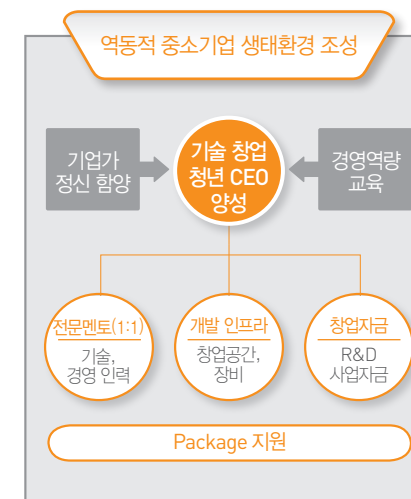 역동적 중소기업 생태환경 조성
기업가
정신 함양
기술 창업
청년 CEO
양성
경영역량
교육
전문멘토(1:1)
기술,
경영 인력
개발 인프라
창업공간,
장비
창업자금
R&D
사업자금
Package 지원